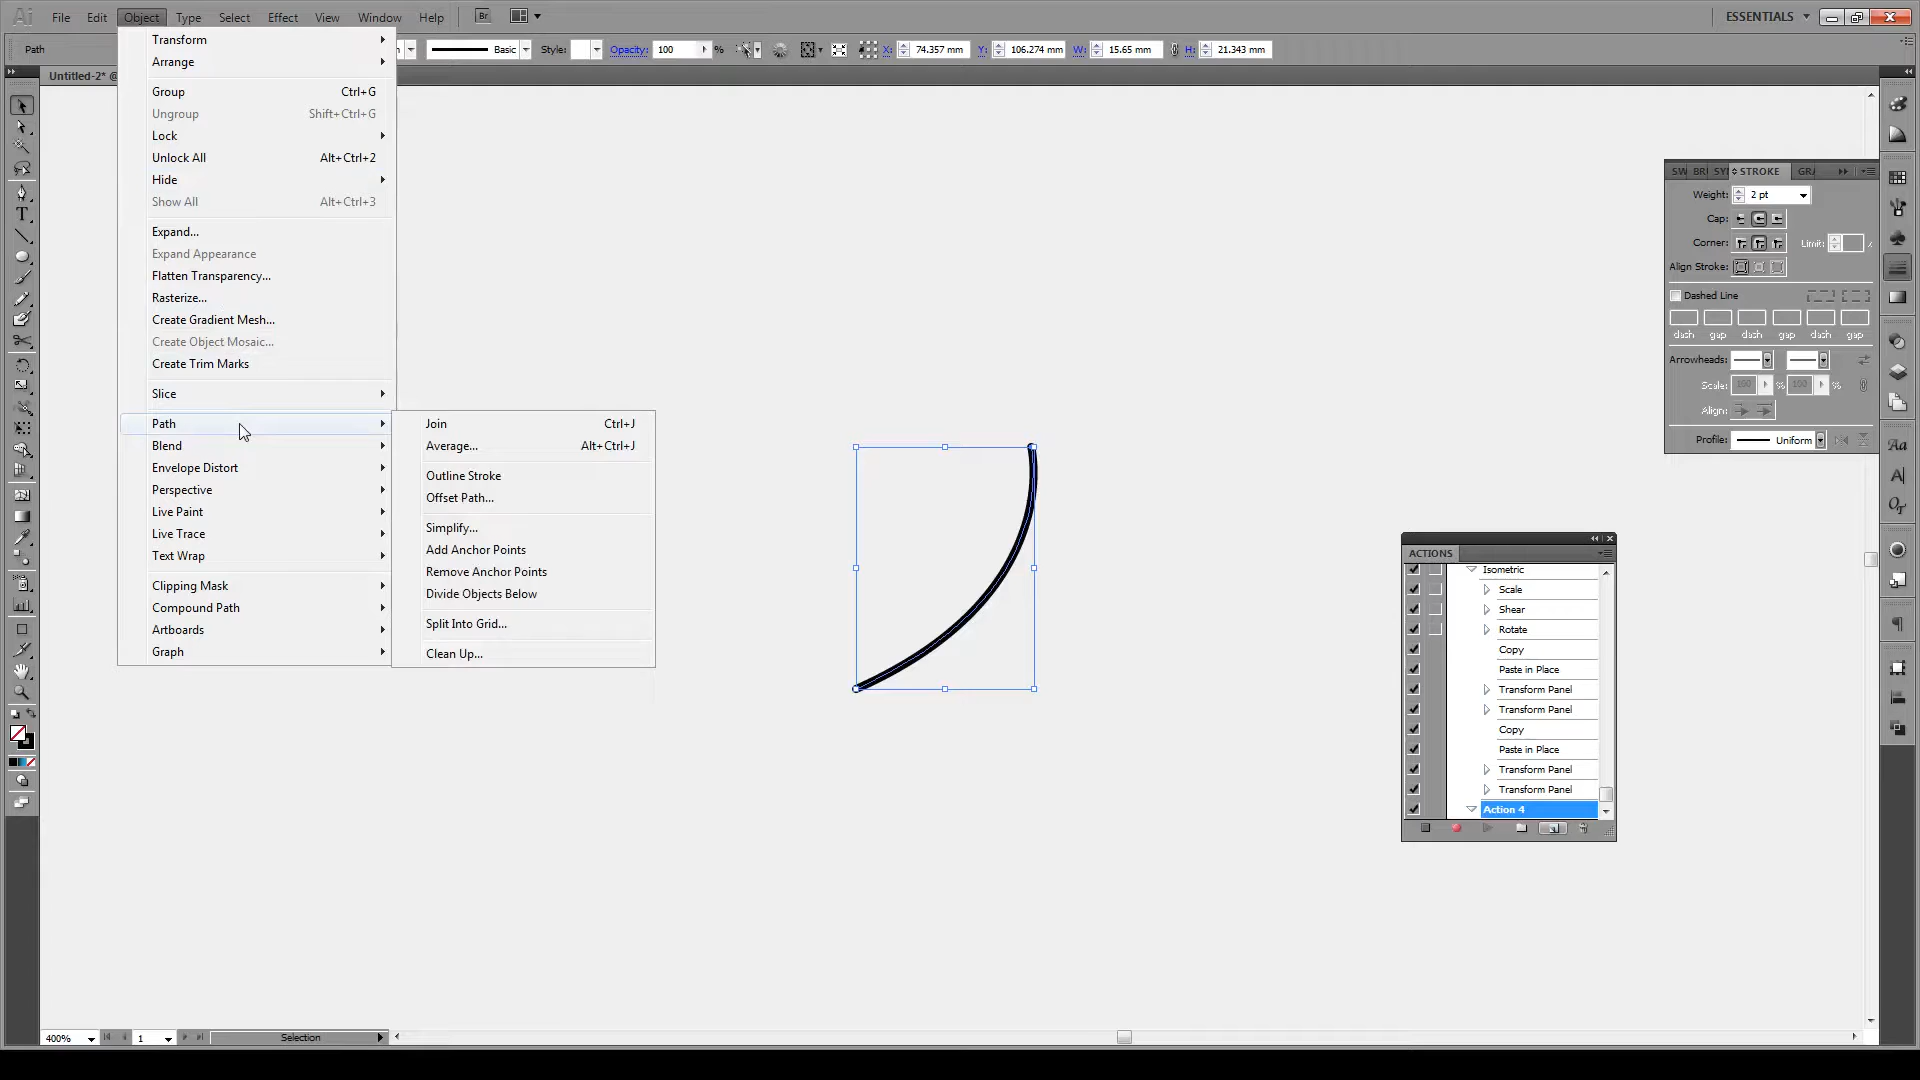 Ai File Edit Object Type Select Effect View Window Help Br ESSENTIALS
Path Basic Style: Opacity: 100 % X: 74.357 mm Y: 106.274 mm W: 15.65 mm H: 21.343 mm
Untitled-2* @
Transform
Arrange
Group Ctrl+G
Ungroup Shift+Ctrl+G
Lock
Unlock All Alt+Ctrl+2
Hide
Show All Alt+Ctrl+3
Expand...
Expand Appearance
Flatten Transparency...
Rasterize...
Create Gradient Mesh...
Create Object Mosaic...
Create Trim Marks
Slice
Path
Blend
Envelope Distort
Perspective
Live Paint
Live Trace
Text Wrap
Clipping Mask
Compound Path
Artboards
Graph
Join Ctrl+J
Average... Alt+Ctrl+J
Outline Stroke
Offset Path...
Simplify...
Add Anchor Points
Remove Anchor Points
Divide Objects Below
Split Into Grid...
Clean Up...
SW BR SYI STROKE GRA
Weight: 2 pt
Cap:
Corner: Limit: x
Align Stroke:
Dashed Line
dash gap dash gap dash gap
Arrowheads:
Scale: 100 % 100 %
Align:
Profile: Uniform
ACTIONS
Isometric
Scale
Shear
Rotate
Copy
Paste in Place
Transform Panel
Transform Panel
Copy
Paste in Place
Transform Panel
Transform Panel
Action 4
400% 1 Selection